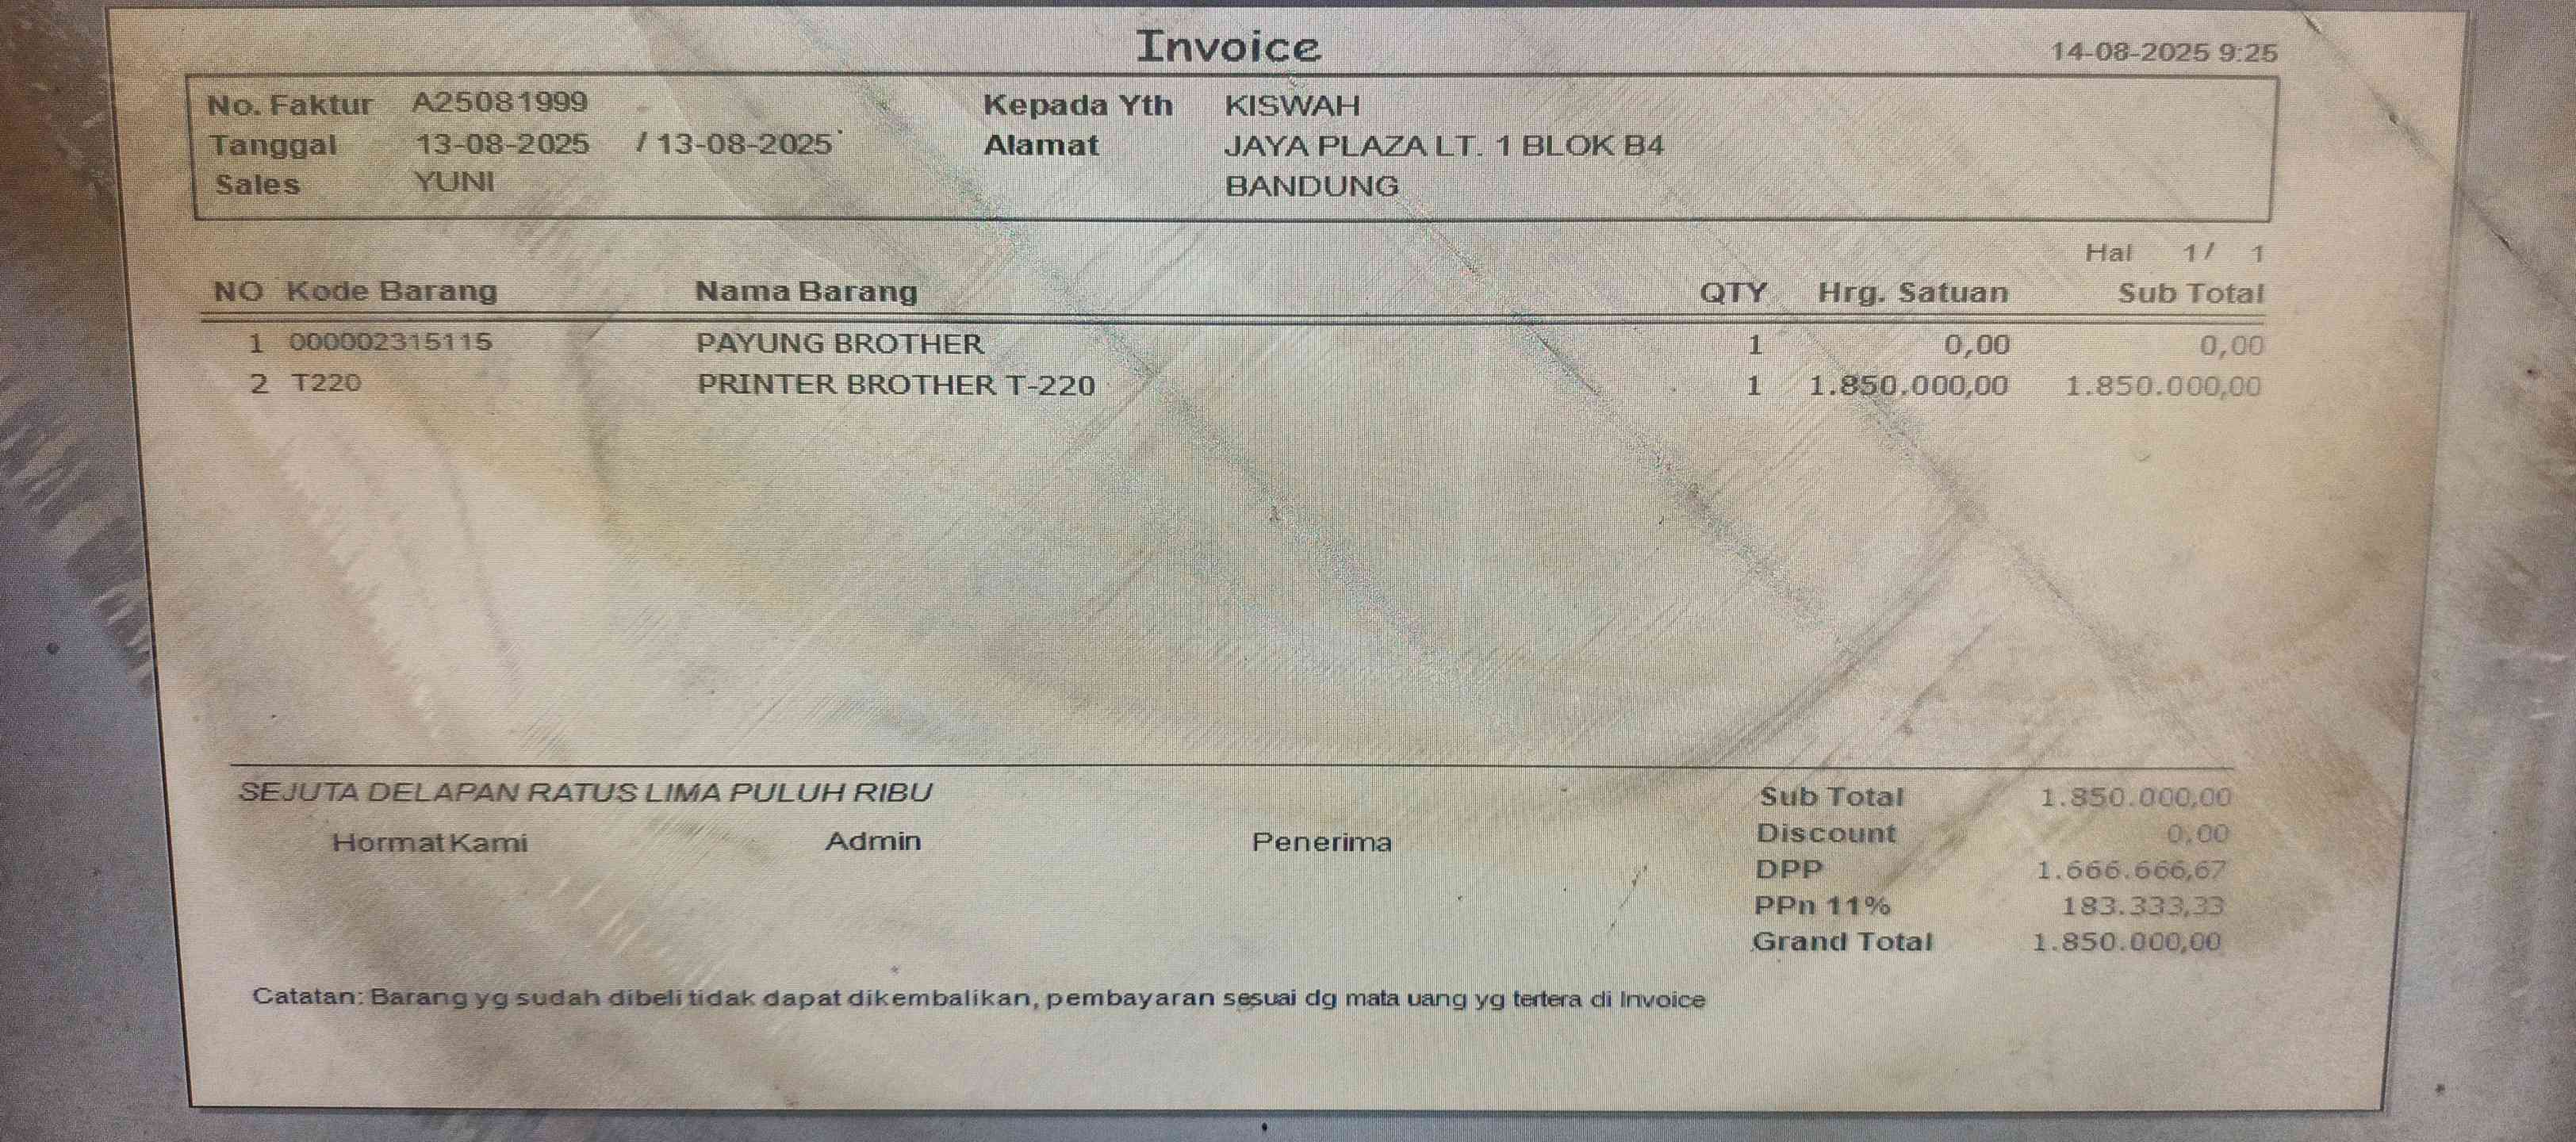 Invoice
14-08-2025 9:25
No. Faktur A25081999 Kepada Yth KISWAH
Tanggal 13-08-2025 / 13-08-2025 Alamat JAYA PLAZA LT. 1 BLOK B4
Sales YUNI BANDUNG
Hal 1/ 1
NO Kode Barang Nama Barang QTY Hrg. Satuan Sub Total
1 000002315115 PAYUNG BROTHER 1 0,00 0,00
2 T220 PRINTER BROTHER T-220 1 1.850.000,00 1.850.000,00
SEJUTA DELAPAN RATUS LIMA PULUH RIBU Sub Total 1.850.000,00
Discount 0,00
Hormat Kami Admin Penerima
DPP 1.666.666,67
PPn 11% 183.333,33
Grand Total 1.850.000,00
Catatan: Barang yg sudah dibeli tidak dapat dikembalikan, pembayaran sesuai dg mata uang yg tertera di Invoice